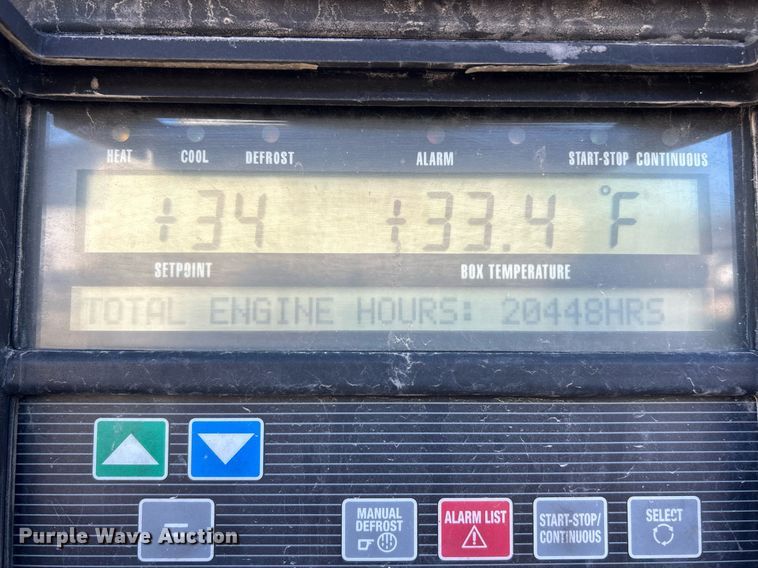 HEAT COOL DEFROST ALARM START-STOP CONTINUOUS
+34 +33.4 °F
SETPOINT BOX TEMPERATURE
TOTAL ENGINE HOURS: 20448HRS
MANUAL
DEFROST
ALARM LIST
START-STOP/
CONTINUOUS
SELECT
=
Purple Wave Auction